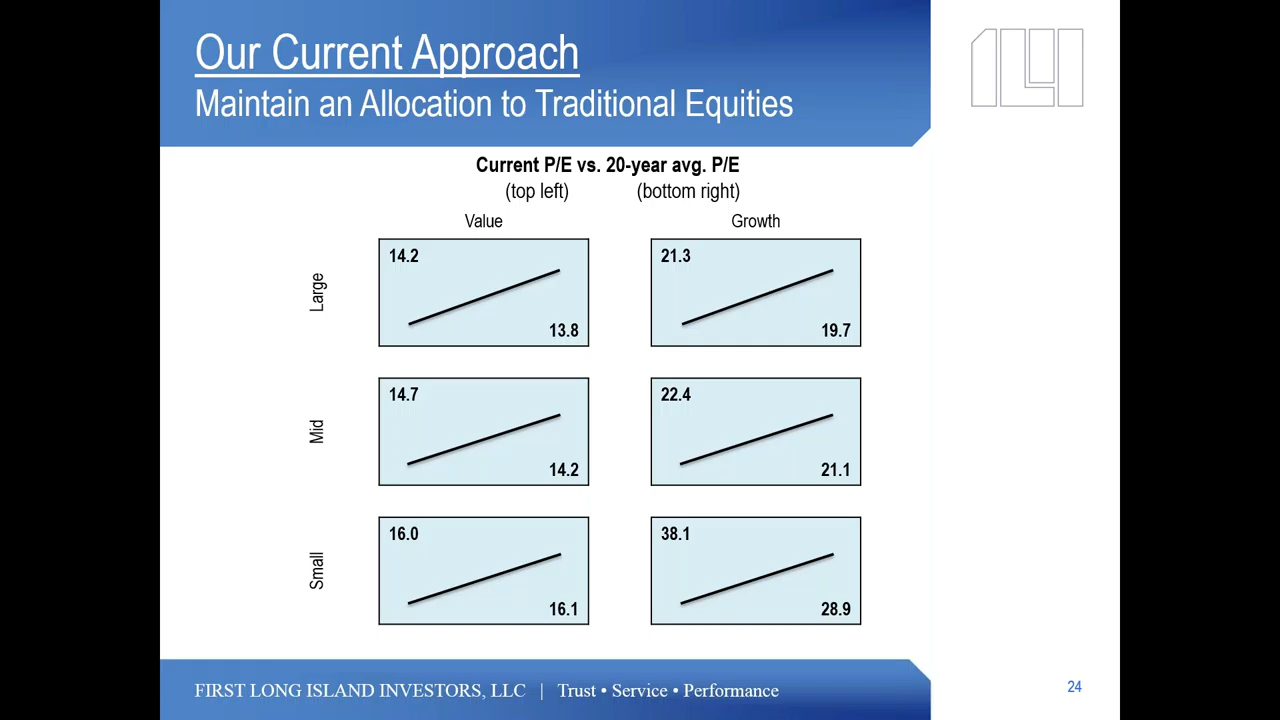 Our Current Approach
Maintain an Allocation to Traditional Equities
Current P/E vs. 20-year avg. P/E
(top left) (bottom right)
Value Growth
Large
14.2
13.8
21.3
19.7
Mid
14.7
14.2
22.4
21.1
Small
16.0
16.1
38.1
28.9
FIRST LONG ISLAND INVESTORS, LLC | Trust • Service • Performance
24